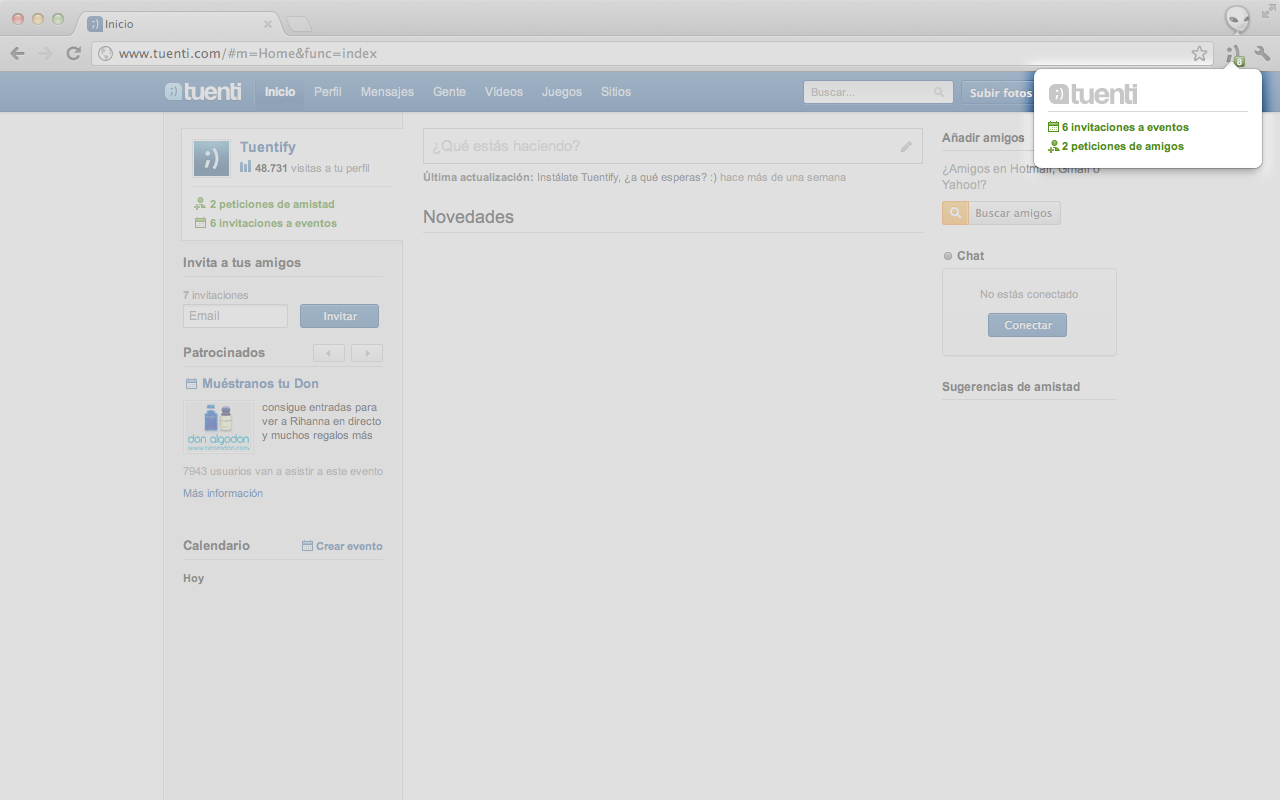 Inicio
www.tuenti.com/#m=Home&func=index
8
tuenti
Inicio
Perfil
Mensajes
Gente
Vídeos
Juegos
Sitios
Buscar...
Subir fotos
tuenti
6 invitaciones a eventos
2 peticiones de amigos
Tuentify
48.731 visitas a tu perfil
2 peticiones de amistad
6 invitaciones a eventos
Invita a tus amigos
7 invitaciones
Email
Invitar
Patrocinados
Muéstranos tu Don
don algodon
consigue entradas para
ver a Rihanna en directo
y muchos regalos más
7943 usuarios van a asistir a este evento
Más información
Calendario
Crear evento
Hoy
¿Qué estás haciendo?
Última actualización: Instálate Tuentify, ¿a qué esperas? :) hace más de una semana
Novedades
Añadir amigos
¿Amigos en Hotmail, Gmail o
Yahoo!?
Buscar amigos
Chat
No estás conectado
Conectar
Sugerencias de amistad